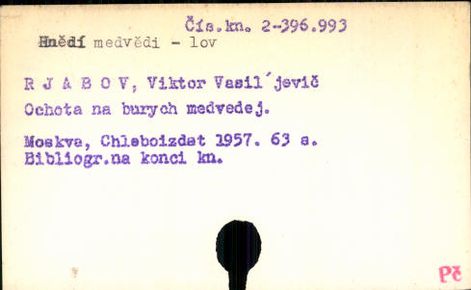 Čís.kn. 2-396.993
Hnědí medvědi - lov
R J A B O V, Viktor Vasil´jevič
Ochota na burych medvedej.
Moskva, Chleboizdat 1957. 63 s.
Bibliogr.na konci kn.
Pč